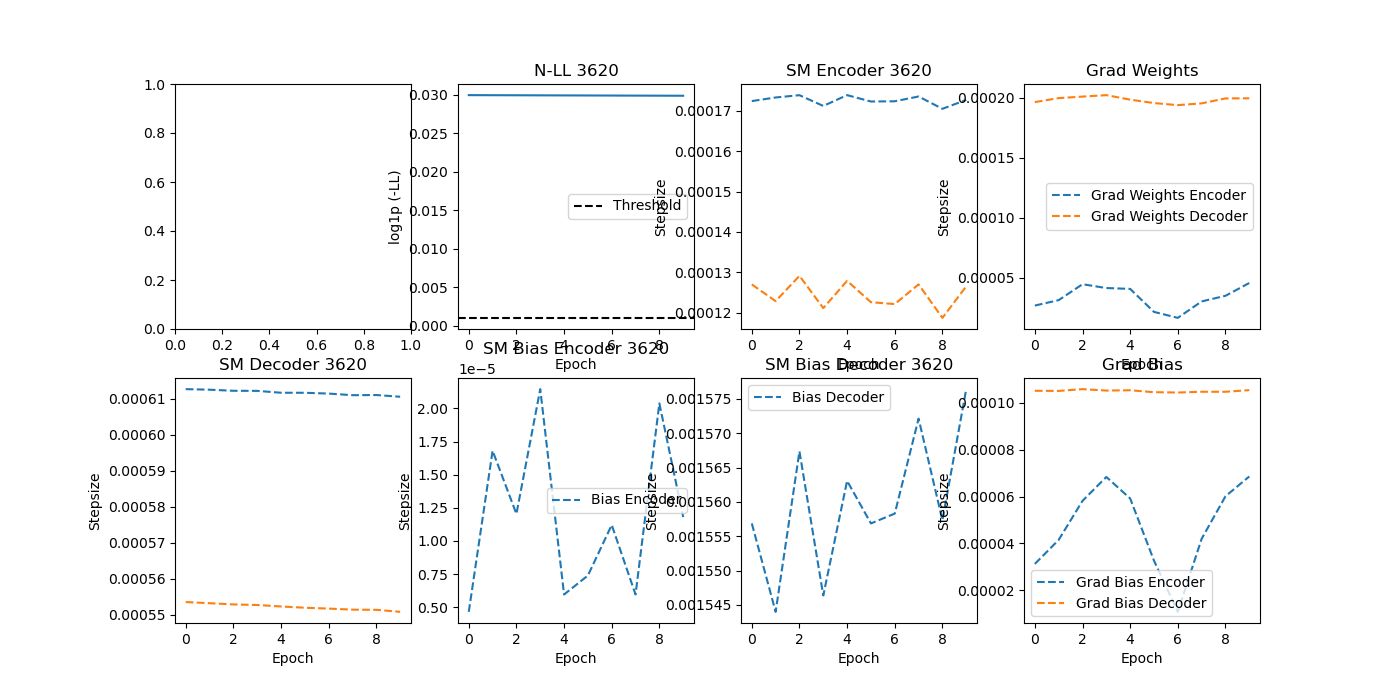 N-LL 3620
SM Encoder 3620
Grad Weights
1.0
0.8
0.6
0.4
0.2
0.0
0.0 0.2 0.4 0.6 0.8 1.0
log1p (-LL)
0.030
0.025
0.020
0.015
0.010
0.005
0.000
Threshold
0 2 4 6 8
Epoch
Stepsize
0.00017
0.00016
0.00015
0.00014
0.00013
0.00012
0 2 4 6 8
Epoch
Stepsize
0.00020
0.00015
0.00010
0.00005
Grad Weights Encoder
Grad Weights Decoder
0 2 4 6 8
Epoch
SM Decoder 3620
SM Bias Encoder 3620
SM Bias Decoder 3620
Grad Bias
Stepsize
0.00061
0.00060
0.00059
0.00058
0.00057
0.00056
0.00055
0 2 4 6 8
Epoch
Stepsize
1e−5
2.00
1.75
1.50
1.25
1.00
0.75
0.50
Bias Encoder
0 2 4 6 8
Epoch
Stepsize
0.001575
0.001570
0.001565
0.001560
0.001555
0.001550
0.001545
Bias Decoder
0 2 4 6 8
Epoch
Stepsize
0.00010
0.00008
0.00006
0.00004
0.00002
Grad Bias Encoder
Grad Bias Decoder
0 2 4 6 8
Epoch